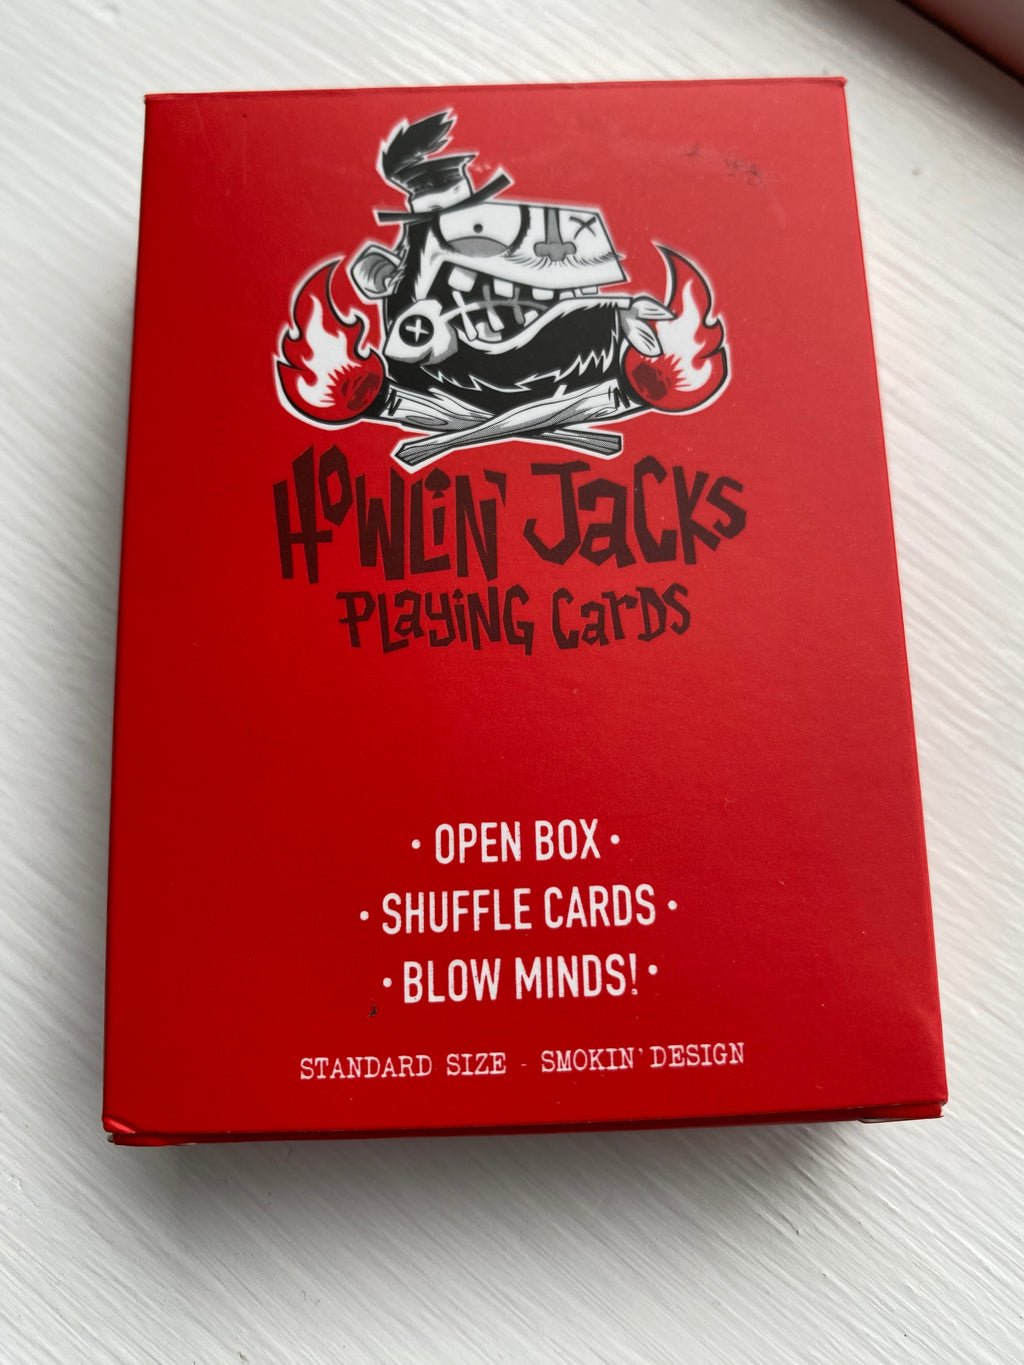 HOWLiN' JaCKS
PLaYiNG CarDS
· OPEN BOX ·
· SHUFFLE CARDS ·
· BLOW MINDS! ·
STANDARD SIZE - SMOKIN' DESIGN